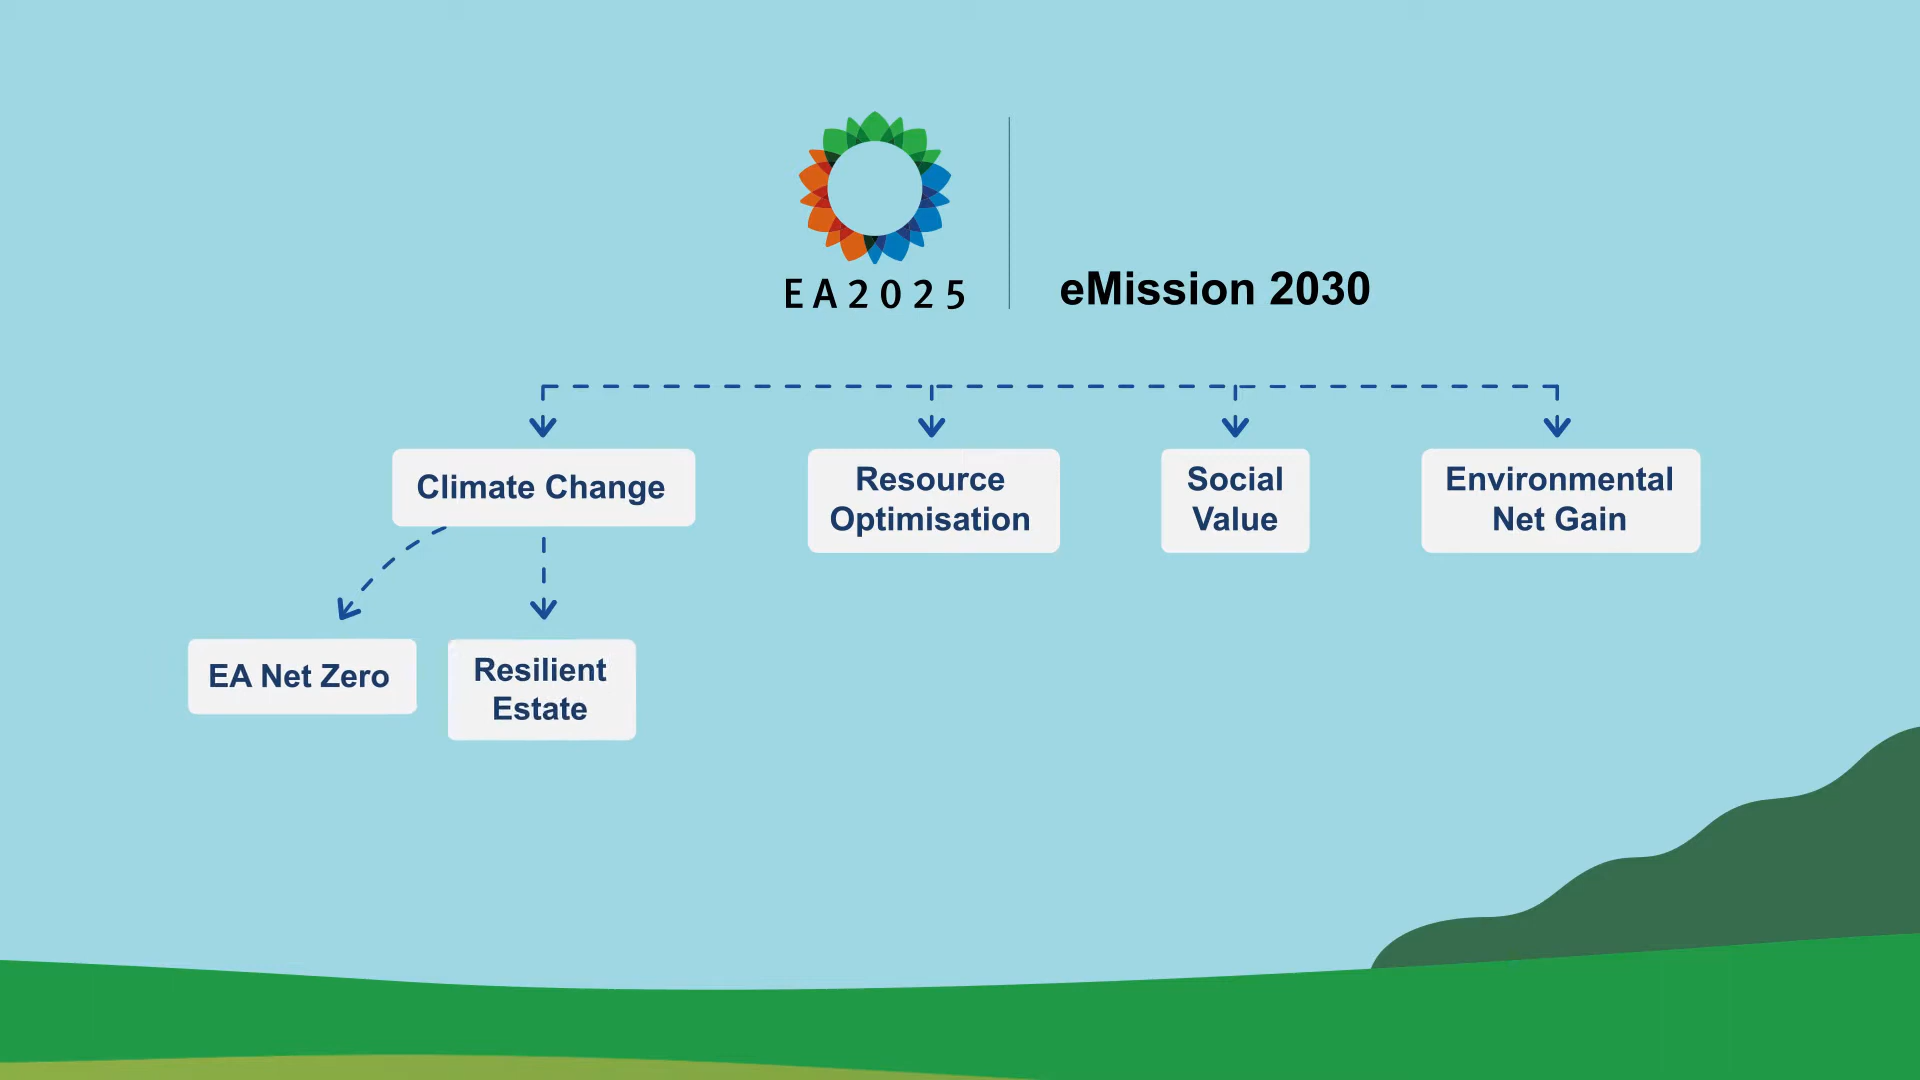 EA2025
eMission 2030
Climate Change
Resource
Optimisation
Social
Value
Environmental
Net Gain
EA Net Zero
Resilient
Estate